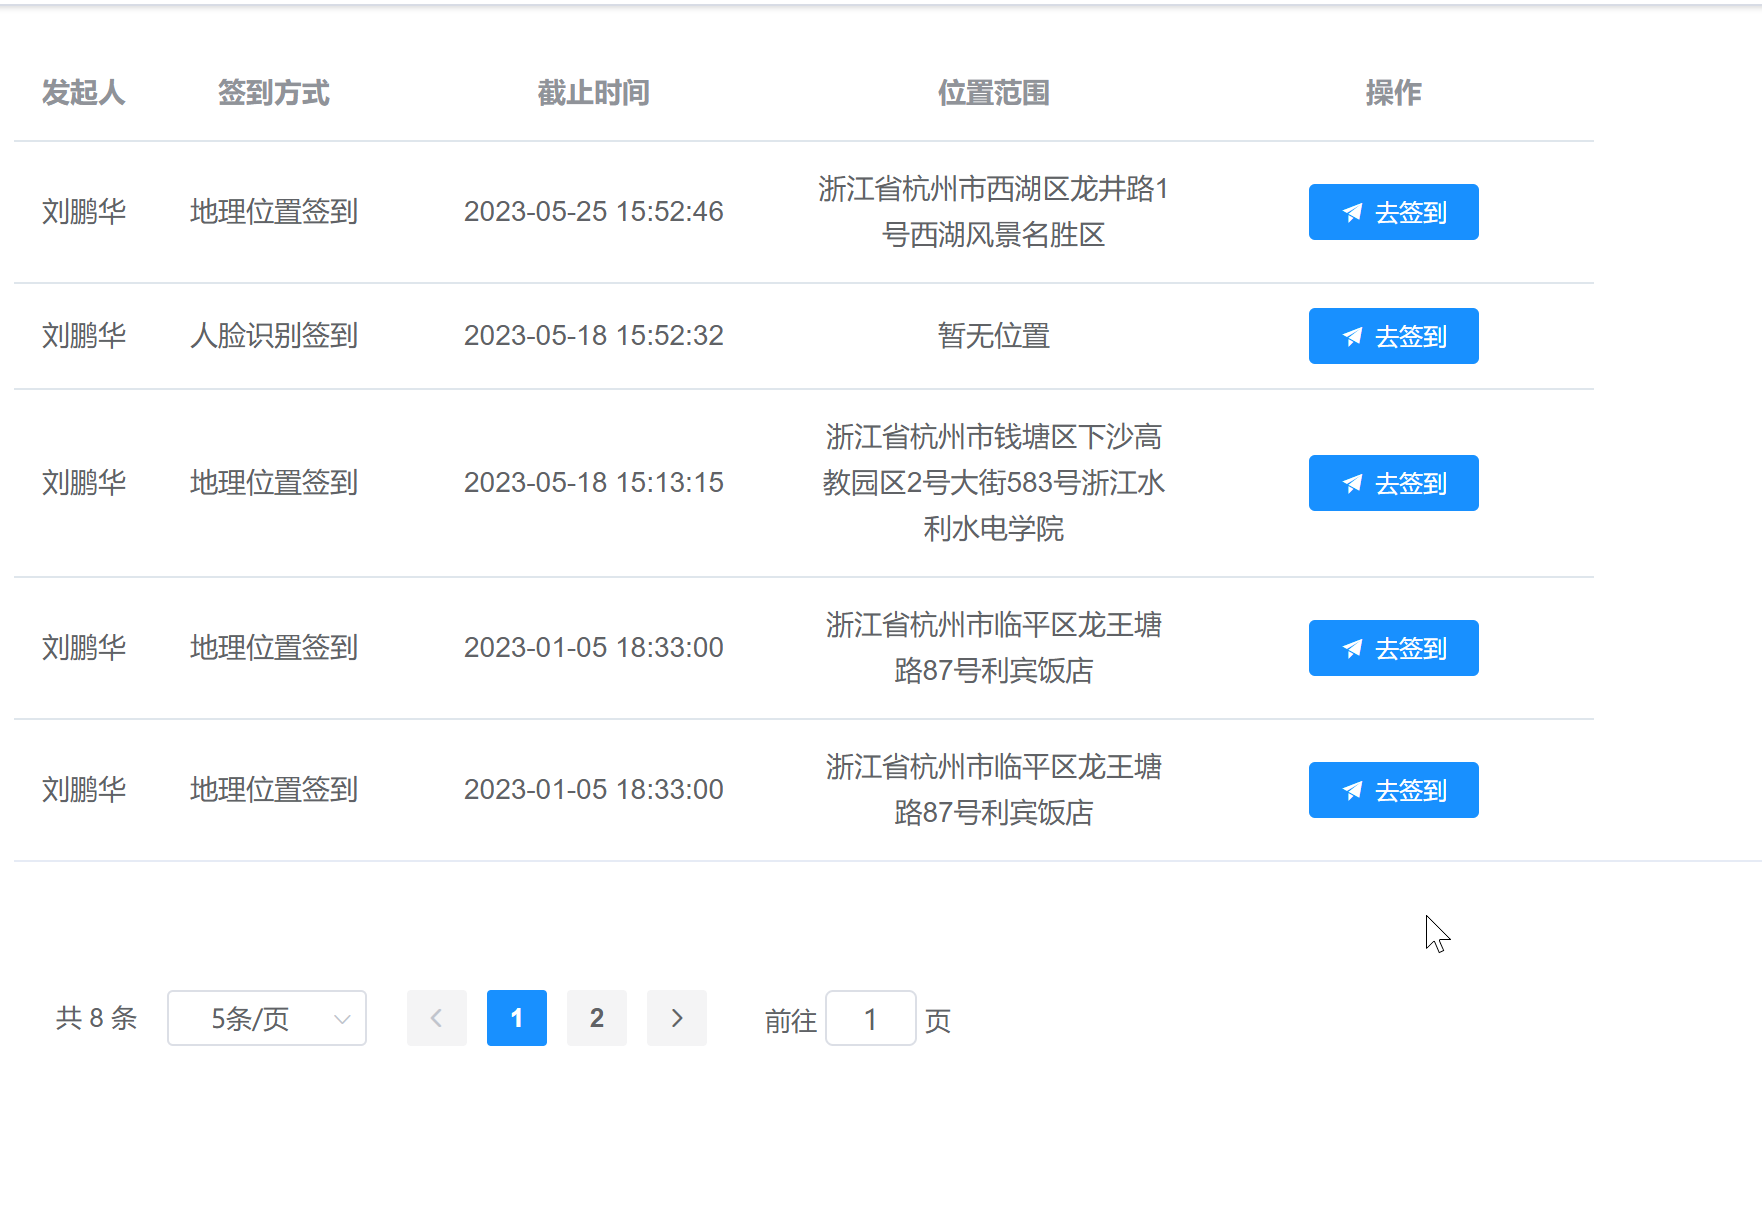 发起人 签到方式 截止时间 位置范围 操作
浙江省杭州市西湖区龙井路1
刘鹏华 地理位置签到 2023-05-25 15:52:46 去签到
号西湖风景名胜区
刘鹏华 人脸识别签到 2023-05-18 15:52:32 暂无位置 去签到
浙江省杭州市钱塘区下沙高
刘鹏华 地理位置签到 2023-05-18 15:13:15 教园区2号大街583号浙江水 去签到
利水电学院
浙江省杭州市临平区龙王塘
刘鹏华 地理位置签到 2023-01-05 18:33:00 去签到
路87号利宾饭店
浙江省杭州市临平区龙王塘
刘鹏华 地理位置签到 2023-01-05 18:33:00 去签到
路87号利宾饭店
共 8 条 5条/页 1 2 前往 1 页